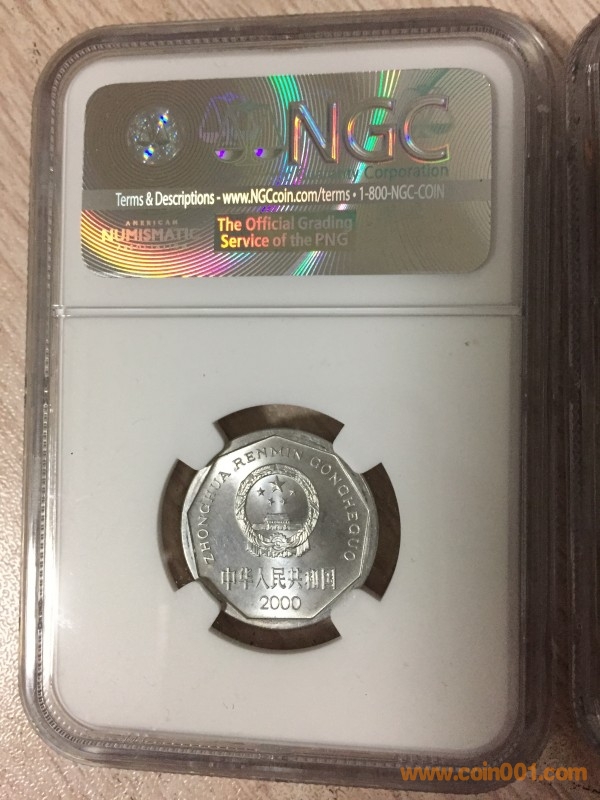 NGC
Corporation
Terms & Descriptions - www.NGCcoin.com/terms • 1-800-NGC-COIN
AMERICAN
NUMISMATIC
The Official Grading
Service of the PNG
ZHONGHUA RENMIN GONGHEGUO
中华人民共和国
2000
www.coin001.com